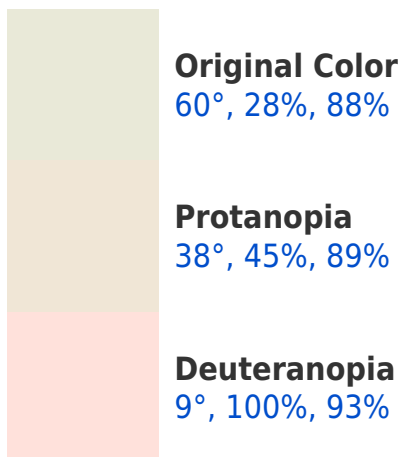 Original Color
60°, 28%, 88%
Protanopia
38°, 45%, 89%
Deuteranopia
9°, 100%, 93%